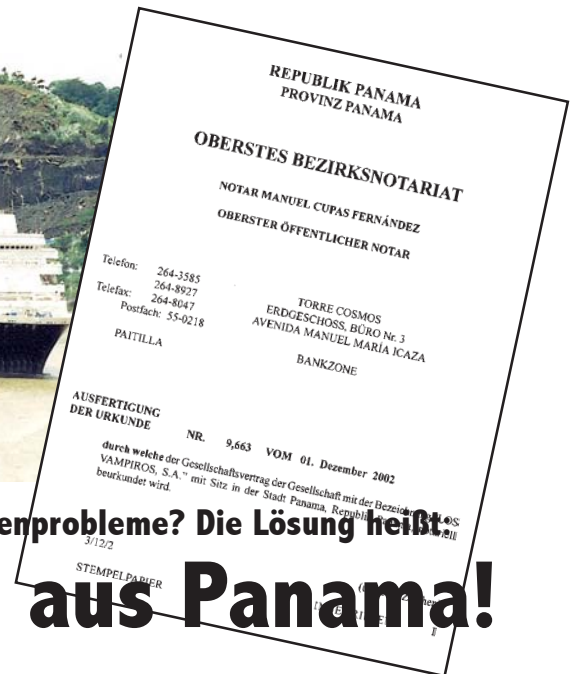 REPUBLIK PANAMA
PROVINZ PANAMA
OBERSTES BEZIRKSNOTARIAT
NOTAR MANUEL CUPAS FERNÁNDEZ
OBERSTER ÖFFENTLICHER NOTAR
Telefon: 264-3585
264-8927
Telefax: 264-8047
Postfach: 55-0218
PAITILLA
TORRE COSMOS
ERDGESCHOSS, BÜRO Nr. 3
AVENIDA MANUEL MARÍA ICAZA
BANKZONE
AUSFERTIGUNG
DER URKUNDE NR. 9,663 VOM 01. Dezember 2002
durch welche der Gesellschaftsvertrag der Gesellschaft mit der
VAMPIROS, S.A." mit Sitz in der Stadt Panama,
beurkundet wird.
enprobleme? Die Lösung heißt:
3/12/2
STEMPELPAPIER
aus Panama!